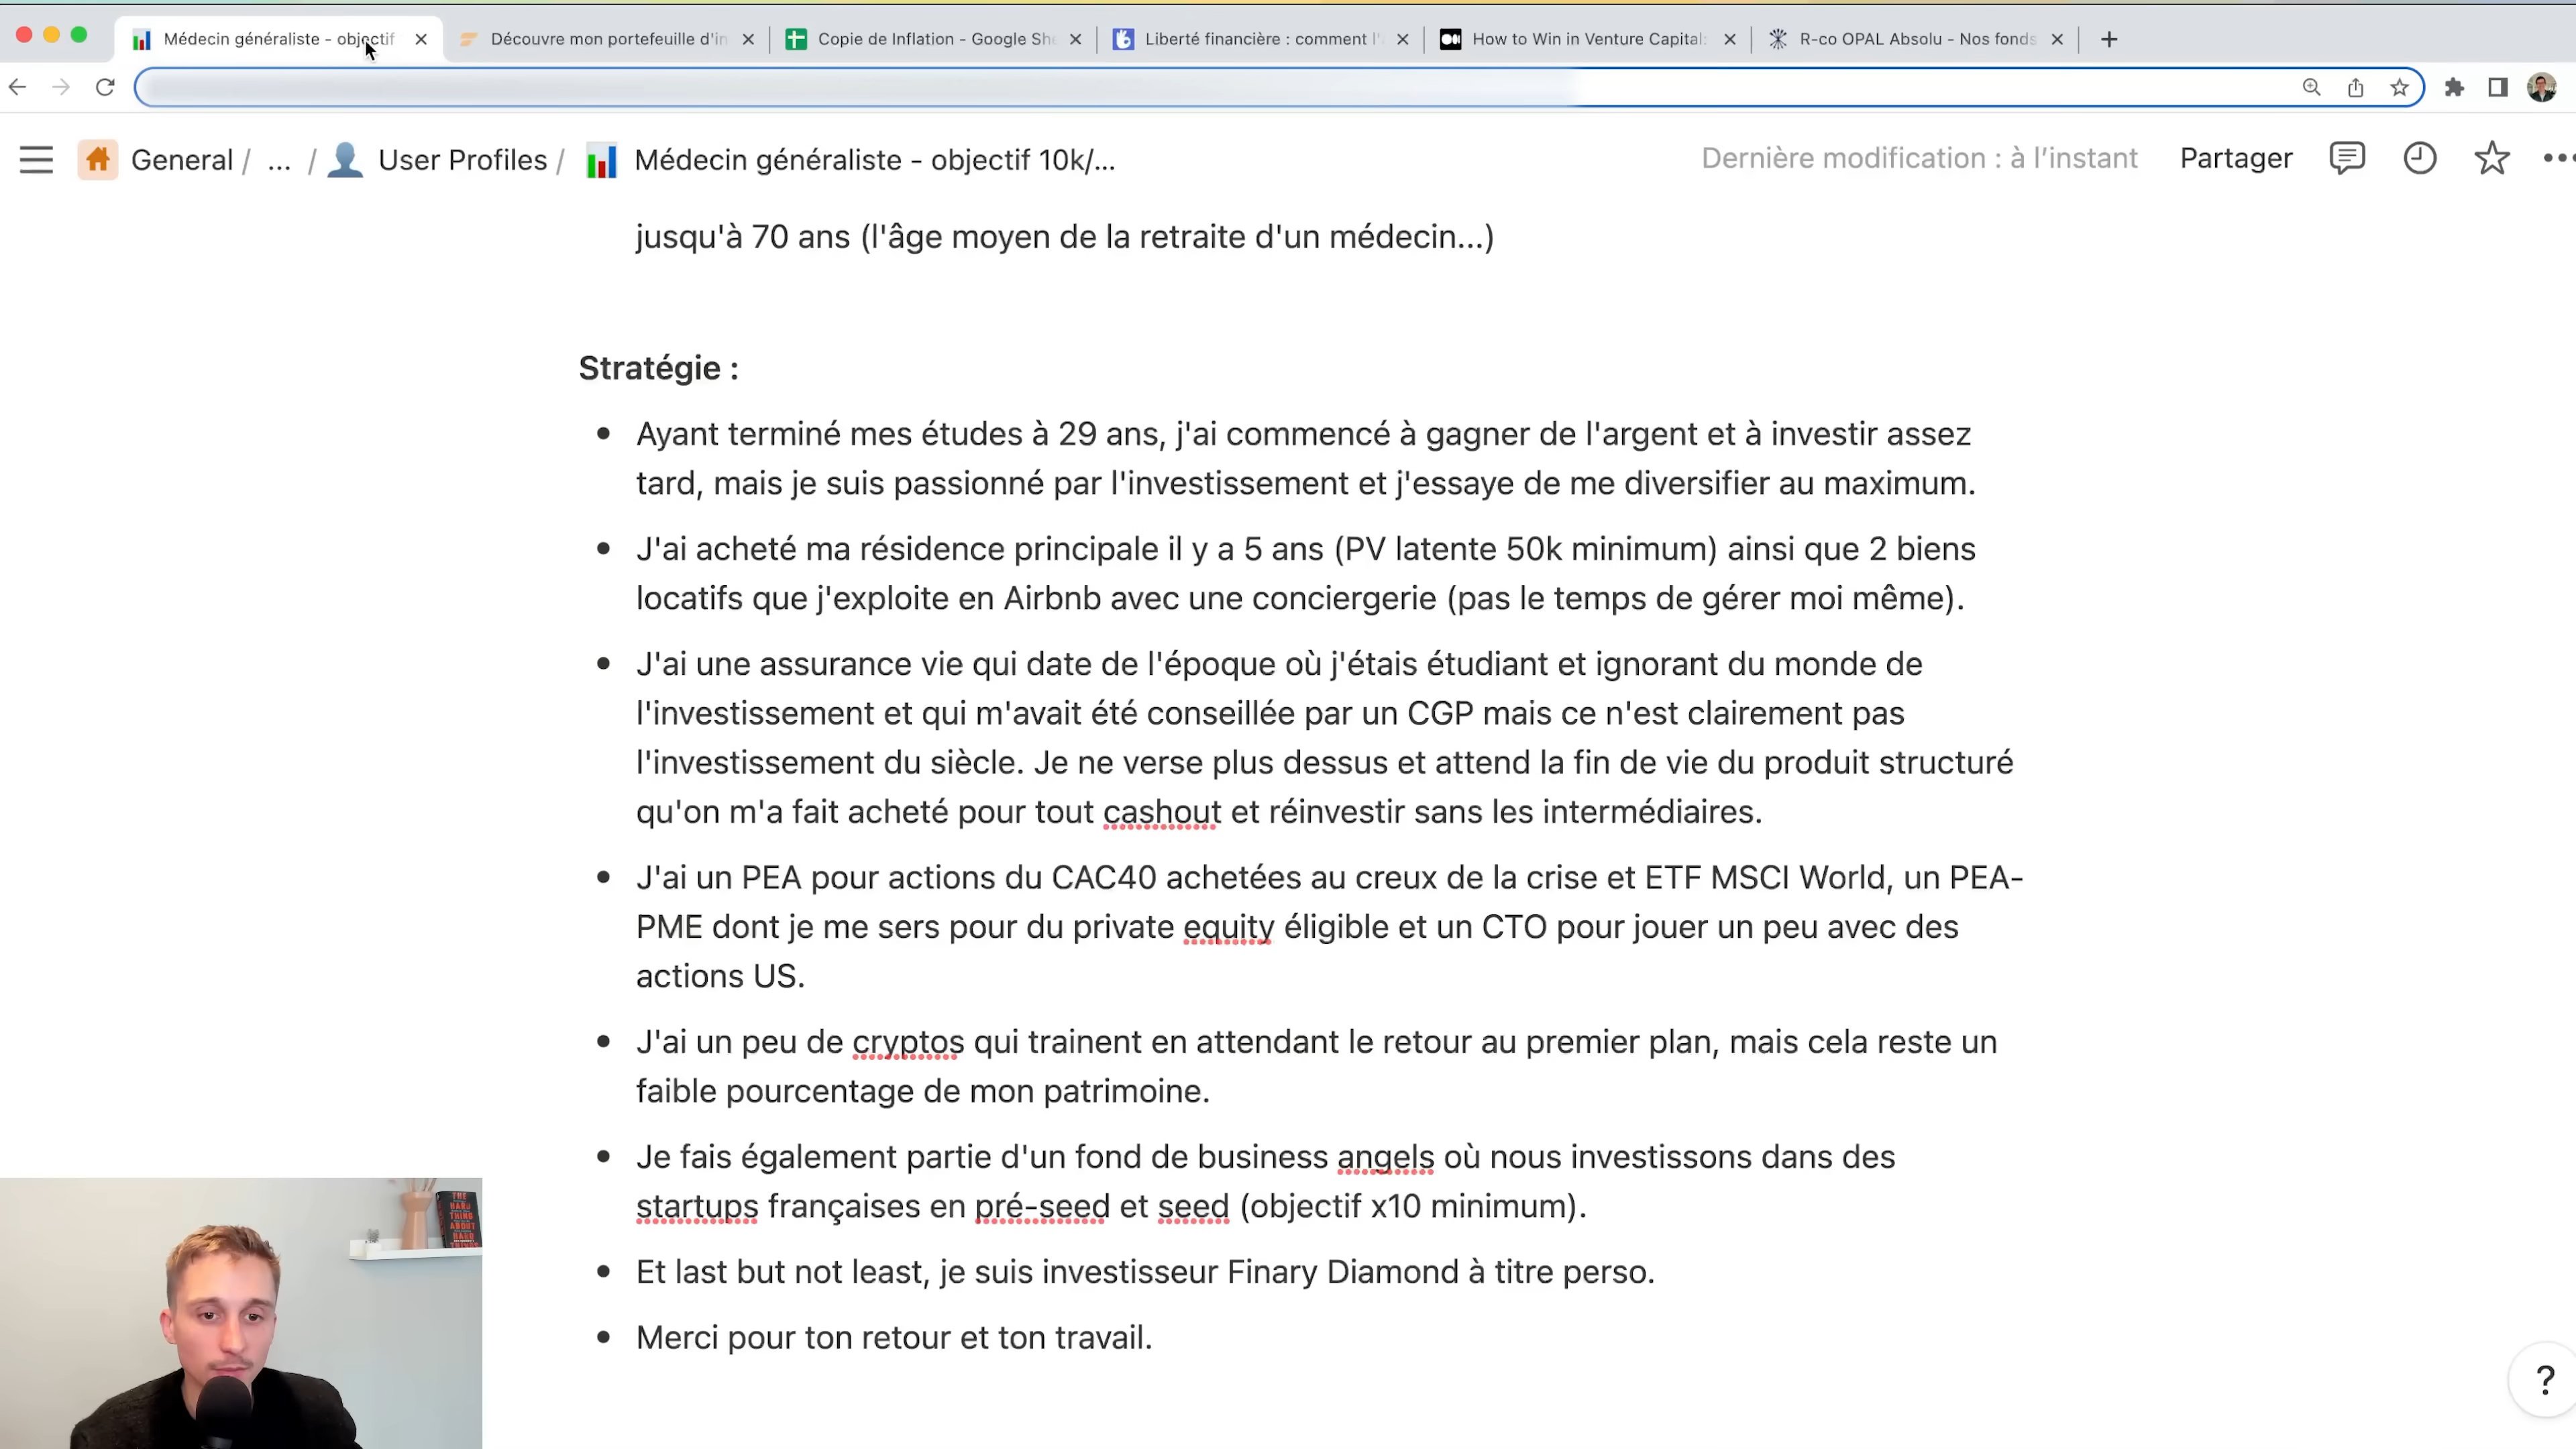 Médecin généraliste - objectif
Découvre mon portefeuille d'in
Copie de Inflation - Google She
Liberté financière : comment l'
How to Win in Venture Capital:
R-co OPAL Absolu - Nos fonds
General / ... / User Profiles / Médecin généraliste - objectif 10k/...
Dernière modification : à l'instant
Partager
jusqu'à 70 ans (l'âge moyen de la retraite d'un médecin...)
Stratégie :
• Ayant terminé mes études à 29 ans, j'ai commencé à gagner de l'argent et à investir assez
tard, mais je suis passionné par l'investissement et j'essaye de me diversifier au maximum.
• J'ai acheté ma résidence principale il y a 5 ans (PV latente 50k minimum) ainsi que 2 biens
locatifs que j'exploite en Airbnb avec une conciergerie (pas le temps de gérer moi même).
• J'ai une assurance vie qui date de l'époque où j'étais étudiant et ignorant du monde de
l'investissement et qui m'avait été conseillée par un CGP mais ce n'est clairement pas
l'investissement du siècle. Je ne verse plus dessus et attend la fin de vie du produit structuré
qu'on m'a fait acheté pour tout cashout et réinvestir sans les intermédiaires.
• J'ai un PEA pour actions du CAC40 achetées au creux de la crise et ETF MSCI World, un PEA-
PME dont je me sers pour du private equity éligible et un CTO pour jouer un peu avec des
actions US.
• J'ai un peu de cryptos qui trainent en attendant le retour au premier plan, mais cela reste un
faible pourcentage de mon patrimoine.
• Je fais également partie d'un fond de business angels où nous investissons dans des
startups françaises en pré-seed et seed (objectif x10 minimum).
• Et last but not least, je suis investisseur Finary Diamond à titre perso.
• Merci pour ton retour et ton travail.
THE
HARD
THING
ABOUT
HARD
THINGS
?